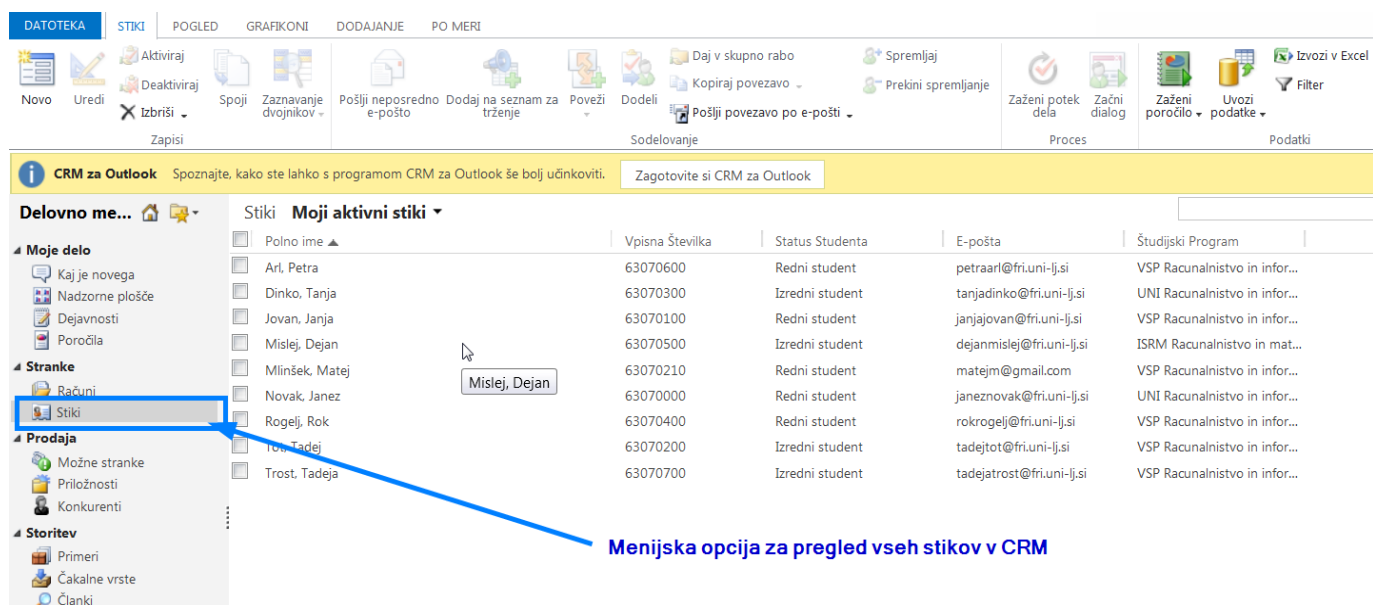 DATOTEKA STIKI POGLED GRAFIKONI DODAJANJE PO MERI
Novo Uredi Aktiviraj Deaktiviraj Izbriši
Spoji Zaznavanje dvojnikov
Pošlji neposredno e-pošto Dodaj na seznam za trženje Poveži Dodeli
Daj v skupno rabo
Kopiraj povezavo
Pošlji povezavo po e-pošti
Spremljaj
Prekini spremljanje
Zaženi potek dela Začni dialog
Zaženi poročilo Uvozi podatke
Izvozi v Excel
Filter
Zapisi Sodelovanje Proces Podatki
CRM za Outlook Spoznajte, kako ste lahko s programom CRM za Outlook še bolj učinkoviti. Zagotovite si CRM za Outlook
Delovno me...
Moje delo
Kaj je novega
Nadzorne plošče
Dejavnosti
Poročila
Stranke
Računi
Stiki
Prodaja
Možne stranke
Priložnosti
Konkurenti
Storitev
Primeri
Čakalne vrste
Članki
Stiki Moji aktivni stiki
Polno ime Vpisna Številka Status Studenta E-pošta Študijski Program
Arl, Petra 63070600 Redni student petraarl@fri.uni-lj.si VSP Racunalnistvo in infor...
Dinko, Tanja 63070300 Izredni student tanjadinko@fri.uni-lj.si UNI Racunalnistvo in infor...
Jovan, Janja 63070100 Redni student janjajovan@fri.uni-lj.si VSP Racunalnistvo in infor...
Mislej, Dejan 63070500 Redni student dejanmislej@fri.uni-lj.si ISRM Racunalnistvo in mat...
Mlinšek, Matej 63070210 Redni student matejm@gmail.com VSP Racunalnistvo in infor...
Mislej, Dejan
Novak, Janez 63070000 Redni student janeznovak@fri.uni-lj.si UNI Racunalnistvo in infor...
Rogelj, Rok 63070400 Redni student rokrogelj@fri.uni-lj.si VSP Racunalnistvo in infor...
Tot, Tadej 63070200 Izredni student tadejtot@fri.uni-lj.si VSP Racunalnistvo in infor...
Trost, Tadeja 63070700 Izredni student tadejatrost@fri.uni-lj.si VSP Racunalnistvo in infor...
Menijska opcija za pregled vseh stikov v CRM